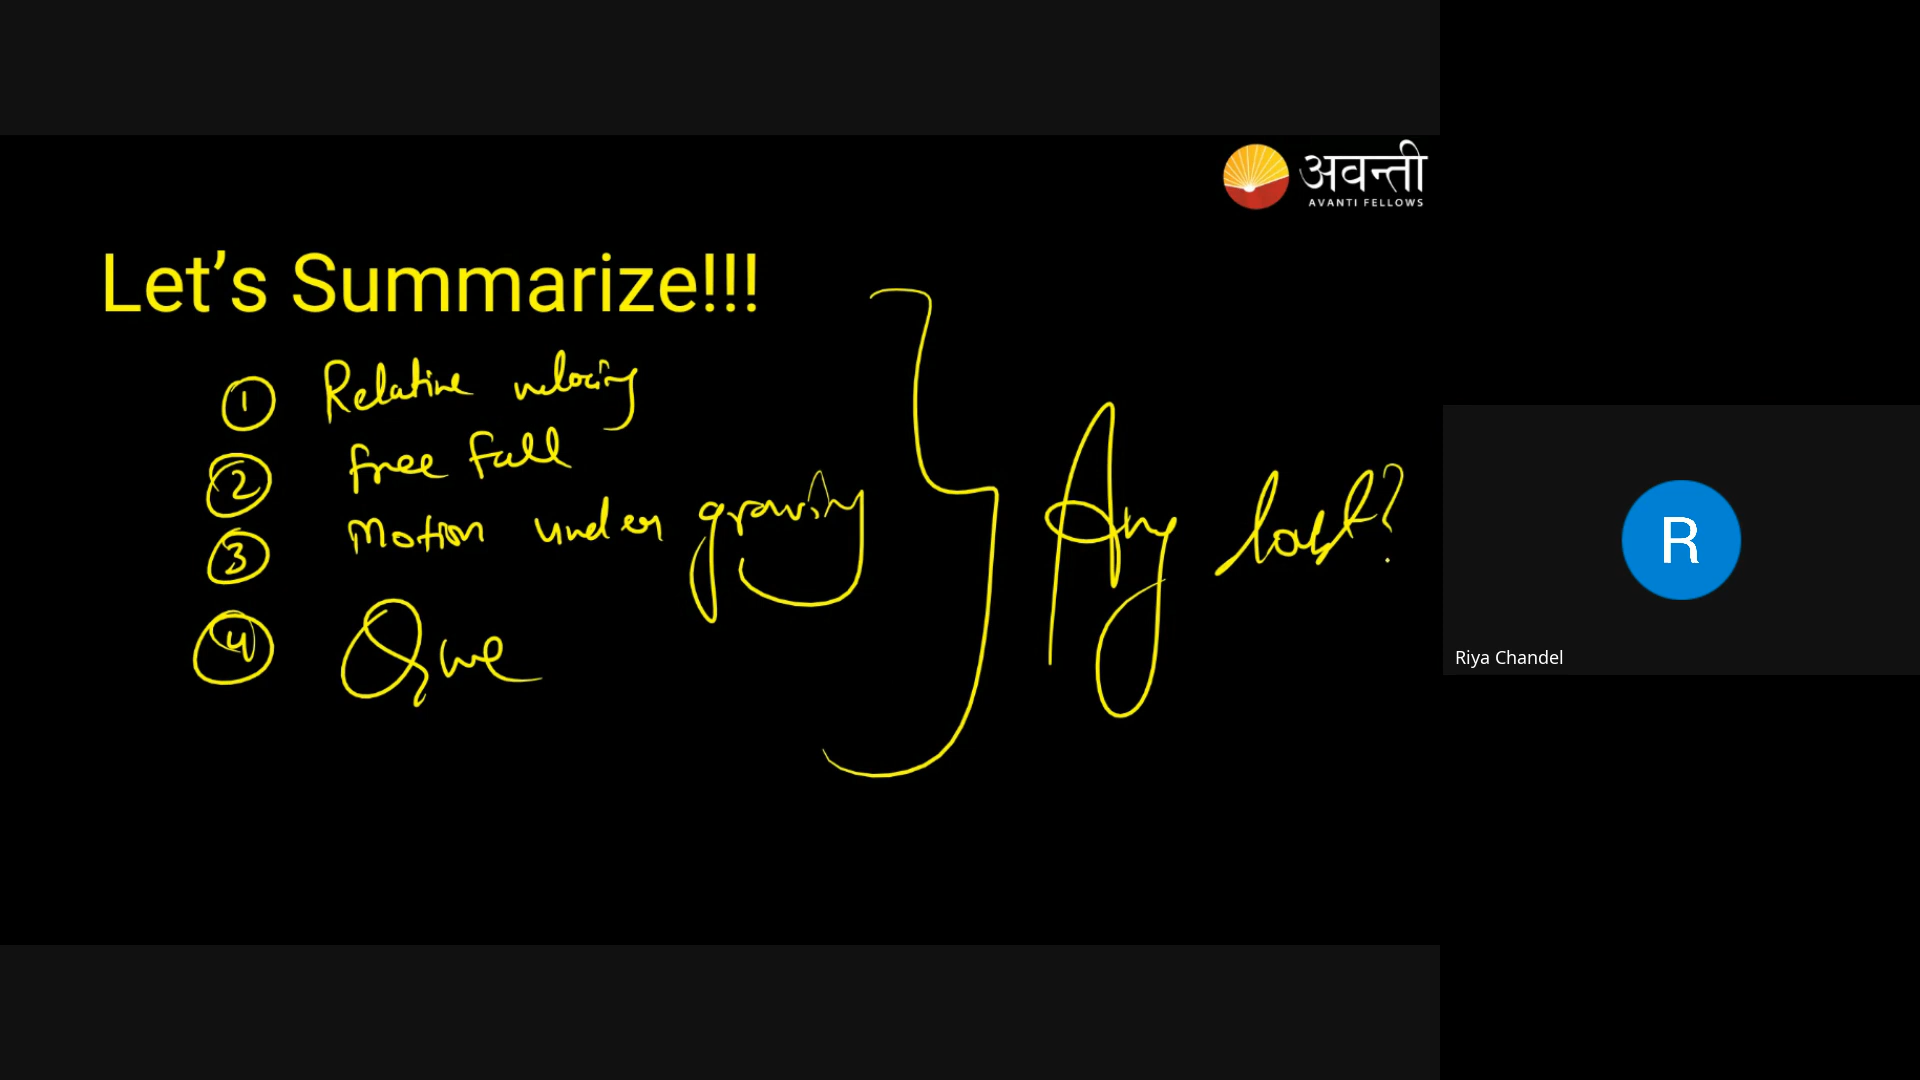 अवन्ती
AVANTI FELLOWS
Let's Summarize!!!
1 Relative velocity
2 free fall
3 Motion under gravity
4 Que
Any
Riya Chandel
R